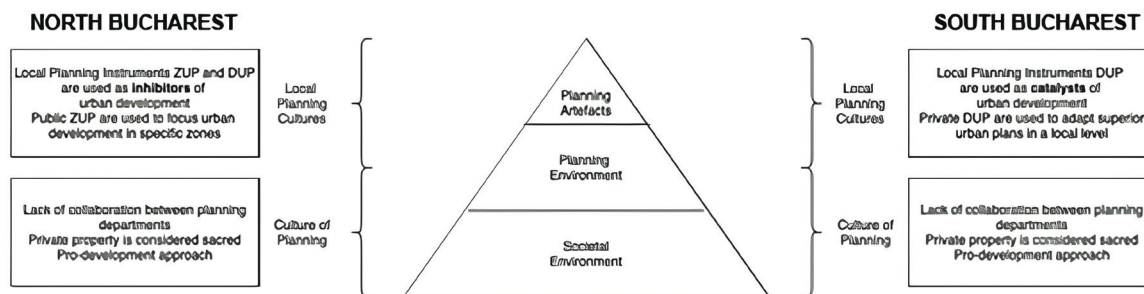 NORTH BUCHAREST
Local Planning Instruments ZUP and DUP
are used as inhibitors of
urban development
Public ZUP are used to focus urban
development in specific zones
Lack of collaboration between planning
departments
Private property is considered sacred
Pro-development approach
Local
Planning
Cultures
Culture of
Planning
Planning
Artefacts
Planning
Environment
Societal
Environment
Local
Planning
Cultures
Culture of
Planning
SOUTH BUCHAREST
Local Planning Instruments DUP
are used as catalysts of
urban development
Private DUP are used to adapt superior
urban plans in a local level
Lack of collaboration between planning
departments
Private property is considered sacred
Pro-development approach